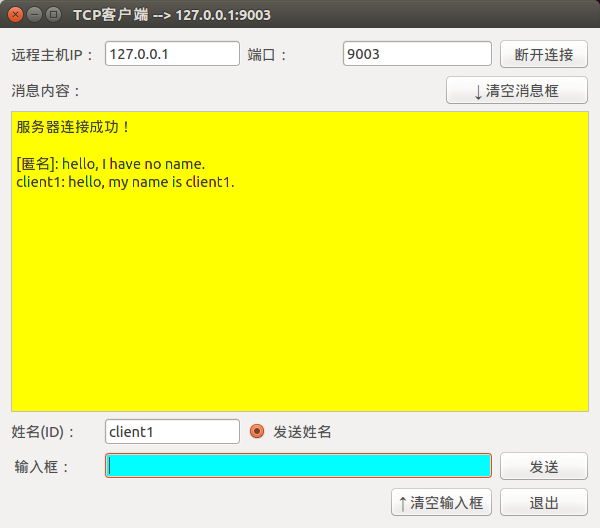 TCP客户端 --> 127.0.0.1:9003
远程主机IP： 127.0.0.1 端口： 9003 断开连接
消息内容： ↓清空消息框
服务器连接成功！
[匿名]: hello, I have no name.
client1: hello, my name is client1.
姓名(ID)： client1 发送姓名
输入框： 发送
↑清空输入框 退出